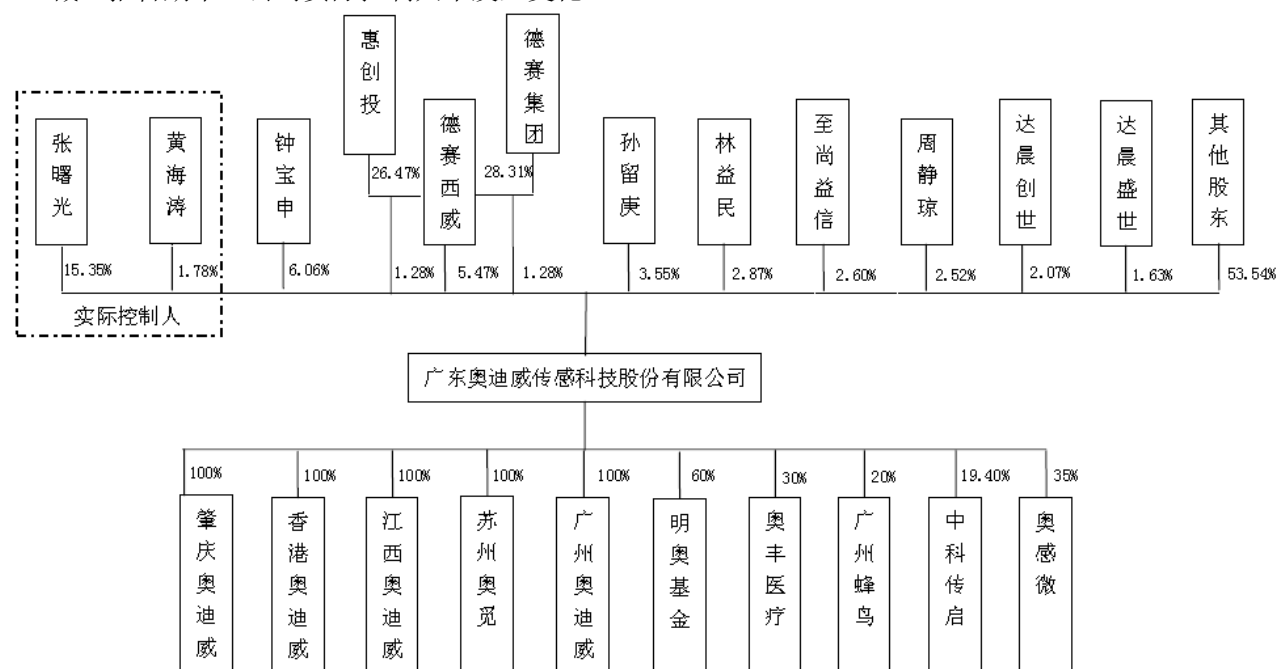 惠创投
德赛集团
张曙光
黄海涛
钟宝申
德赛西威
孙留庚
林益民
至尚益信
周静琼
达晨创世
达晨盛世
其他股东
26.47%
28.31%
15.35%
1.78%
6.06%
1.28%
5.47%
1.28%
3.55%
2.87%
2.60%
2.52%
2.07%
1.63%
53.54%
实际控制人
广东奥迪威传感科技股份有限公司
100%
100%
100%
100%
100%
60%
30%
20%
19.40%
35%
肇庆奥迪威
香港奥迪威
江西奥迪威
苏州奥觅
广州奥迪威
明奥基金
奥丰医疗
广州蜂鸟
中科传启
奥感微